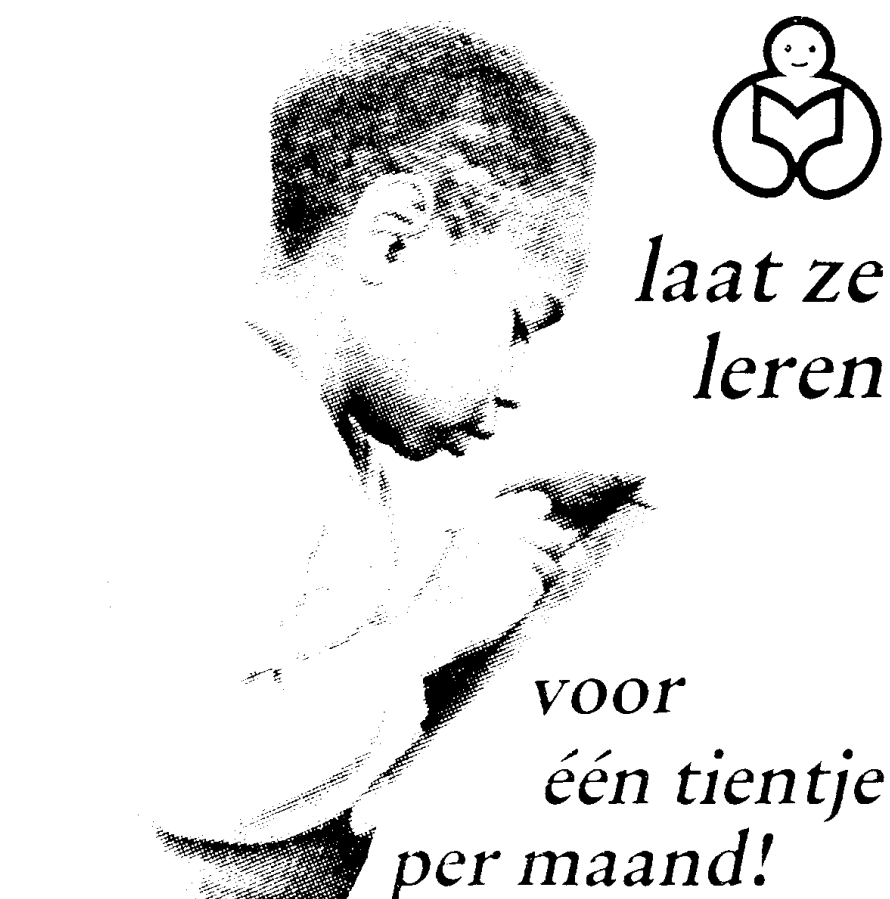 laat ze
leren
voor
één tientje
per maand!